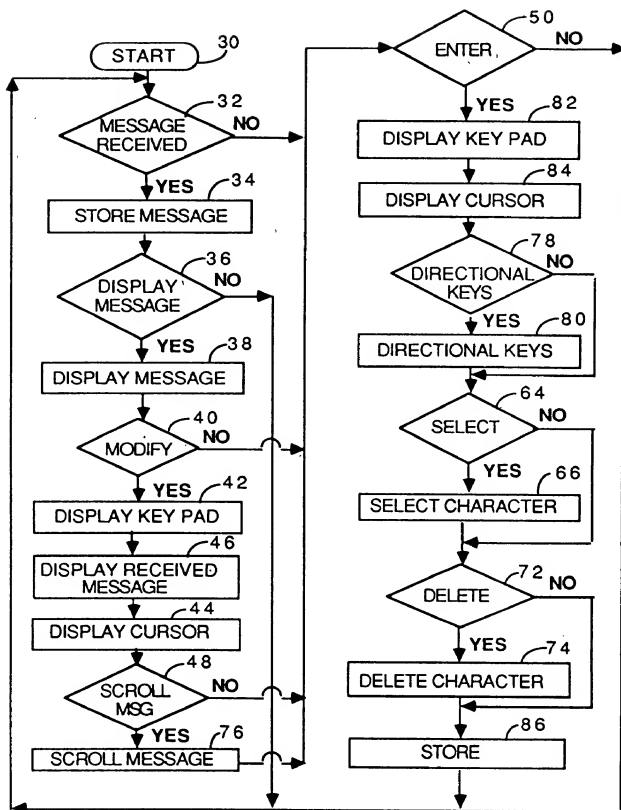 START
30
32
MESSAGE
RECEIVED
NO
YES
34
STORE MESSAGE
36
DISPLAY
MESSAGE
NO
YES
38
DISPLAY MESSAGE
40
MODIFY
NO
YES
42
DISPLAY KEY PAD
46
DISPLAY RECEIVED
MESSAGE
44
DISPLAY CURSOR
48
SCROLL
MSG
NO
YES
76
SCROLL MESSAGE
50
ENTER
NO
YES
82
DISPLAY KEY PAD
84
DISPLAY CURSOR
78
DIRECTIONAL
KEYS
NO
YES
80
DIRECTIONAL KEYS
64
SELECT
NO
YES
66
SELECT CHARACTER
72
DELETE
NO
YES
74
DELETE CHARACTER
86
STORE